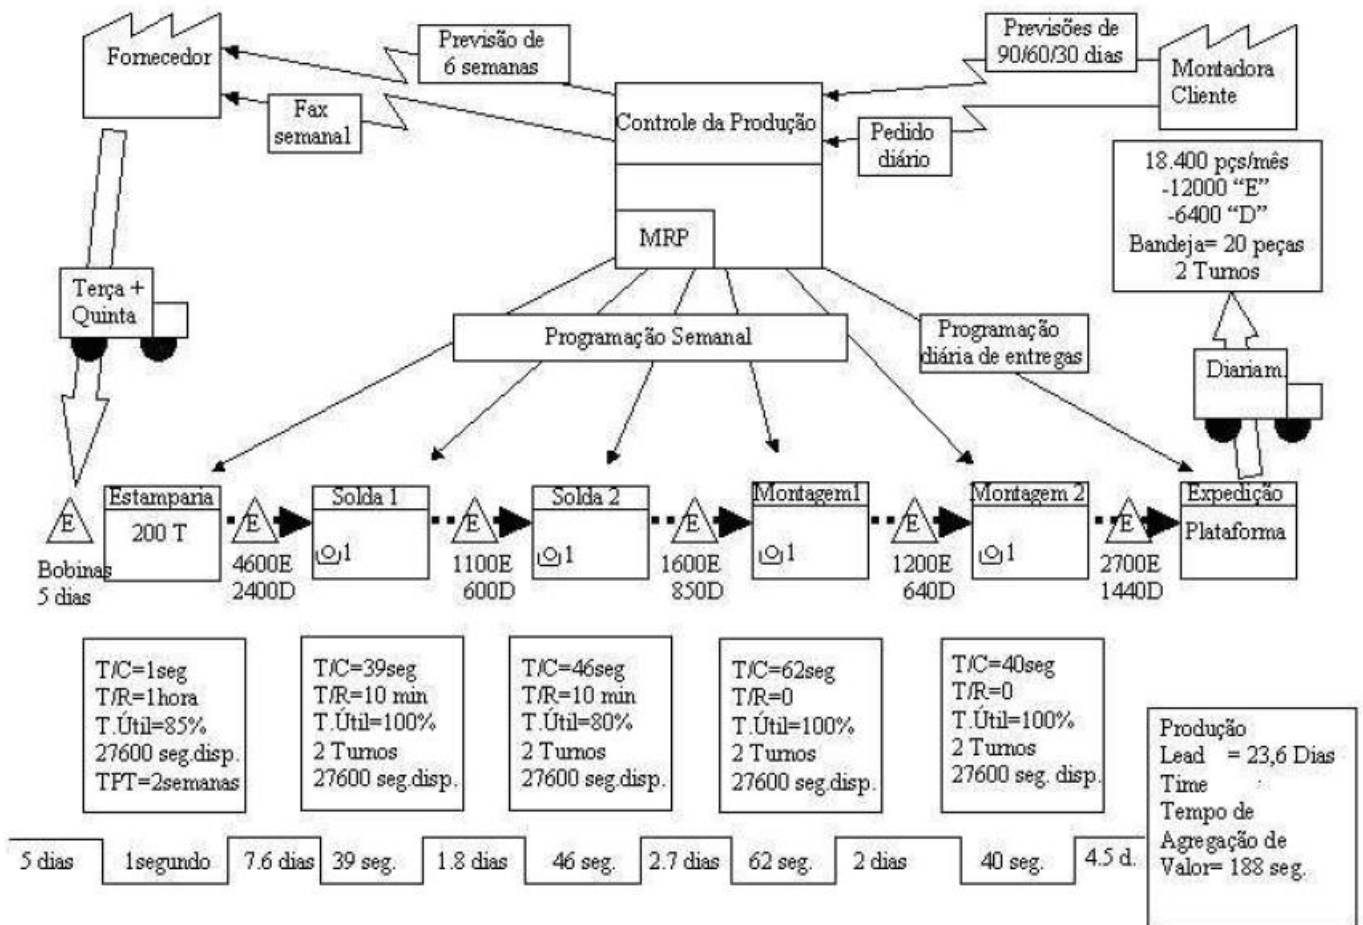 Fornecedor
Previsão de
6 semanas
Fax
semanal
Controle da Produção
MRP
Previsões de
90/60/30 dias
Pedido
diário
Montadora
Cliente
18.400 pçs/mês
-12000 “E”
-6400 “D”
Bandeja= 20 peças
2 Turnos
Terça +
Quinta
Programação Semanal
Programação
diária de entregas
Diariam.
E
Bobinas
5 dias
Estamparia
200 T
E
4600E
2400D
Solda 1
1
E
1100E
600D
Solda 2
1
E
1600E
850D
Montagem1
1
E
1200E
640D
Montagem 2
1
E
2700E
1440D
Expedição
Plataforma
T/C=1seg
T/R=1hora
T.Útil=85%
27600 seg.disp.
TPT=2semanas
T/C=39seg
T/R=10 min
T.Útil=100%
2 Turnos
27600 seg.disp.
T/C=46seg
T/R=10 min
T.Útil=80%
2 Turnos
27600 seg.disp.
T/C=62seg
T/R=0
T.Útil=100%
2 Turnos
27600 seg.disp.
T/C=40seg
T/R=0
T.Útil=100%
2 Turnos
27600 seg. disp.
Produção
Lead = 23,6 Dias
Time
Tempo de
Agregação de
Valor= 188 seg.
5 dias
1segundo
7.6 dias
39 seg.
1.8 dias
46 seg.
2.7 dias
62 seg.
2 dias
40 seg.
4.5 d.